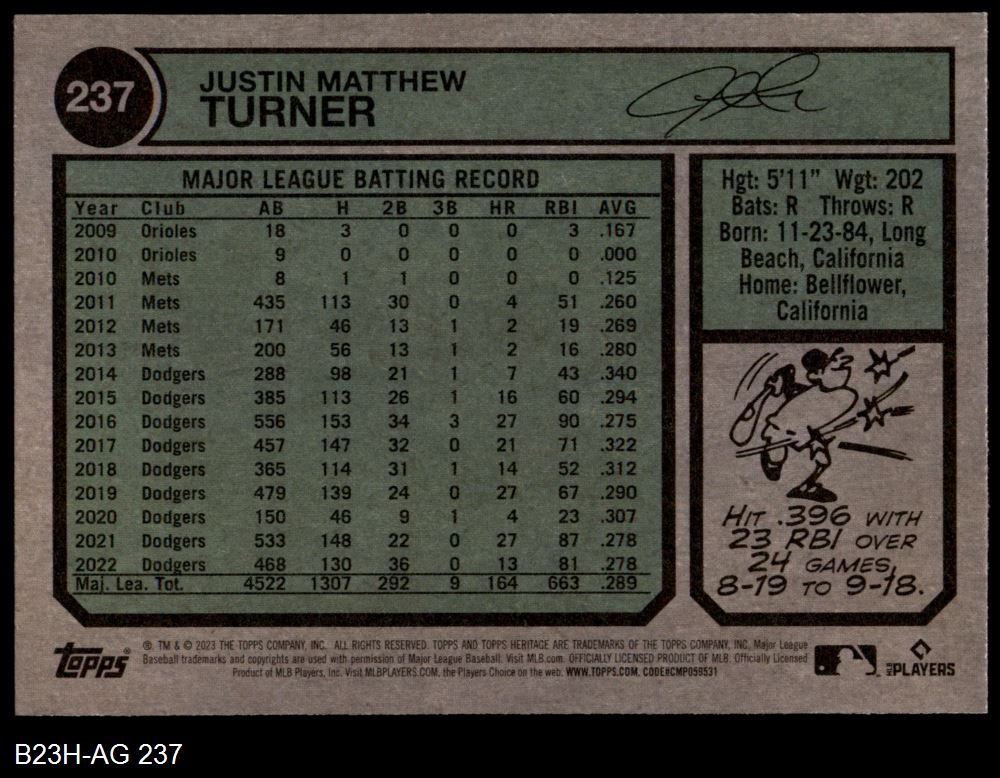 237
JUSTIN MATTHEW
TURNER
MAJOR LEAGUE BATTING RECORD
Year Club AB H 2B 3B HR RBI AVG
2009 Orioles 18 3 0 0 0 3 .167
2010 Orioles 9 0 0 0 0 0 .000
2010 Mets 8 1 1 0 0 0 .125
2011 Mets 435 113 30 0 4 51 .260
2012 Mets 171 46 13 1 2 19 .269
2013 Mets 200 56 13 1 2 16 .280
2014 Dodgers 288 98 21 1 7 43 .340
2015 Dodgers 385 113 26 1 16 60 .294
2016 Dodgers 556 153 34 3 27 90 .275
2017 Dodgers 457 147 32 0 21 71 .322
2018 Dodgers 365 114 31 1 14 52 .312
2019 Dodgers 479 139 24 0 27 67 .290
2020 Dodgers 150 46 9 1 4 23 .307
2021 Dodgers 533 148 22 0 27 87 .278
2022 Dodgers 468 130 36 0 13 81 .278
Maj. Lea. Tot. 4522 1307 292 9 164 663 .289
Hgt: 5'11" Wgt: 202
Bats: R Throws: R
Born: 11-23-84, Long
Beach, California
Home: Bellflower,
California
HIT .396 WITH
23 RBI OVER
24 GAMES,
8-19 TO 9-18.
topps
®, TM & © 2023 THE TOPPS COMPANY, INC. ALL RIGHTS RESERVED. TOPPS AND TOPPS HERITAGE ARE TRADEMARKS OF THE TOPPS COMPANY, INC. Major League
Baseball trademarks and copyrights are used with permission of Major League Baseball. Visit MLB.com. OFFICIALLY LICENSED PRODUCT OF MLB. Officially Licensed
Product of MLB Players, Inc. Visit MLBPLAYERS.COM, the Players Choice on the web. WWW.TOPPS.COM. CODE#CMP059531
MLB PLAYERS
B23H-AG 237